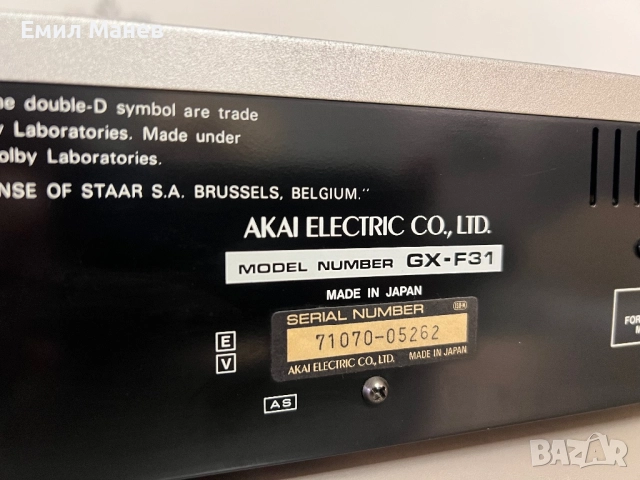 Емил Манев
he double-D symbol are trade
y Laboratories. Made under
olby Laboratories.
NSE OF STAAR S.A. BRUSSELS, BELGIUM."
AKAI ELECTRIC CO., LTD.
MODEL NUMBER GX-F31
MADE IN JAPAN
SERIAL NUMBER
71070-05262
AKAI ELECTRIC CO., LTD. MADE IN JAPAN
E
V
AS
FOR
BAZAR